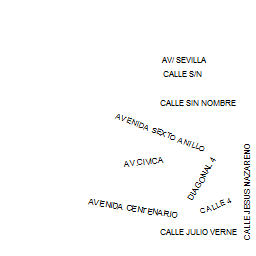 AV/ SEVILLA
CALLE S/N
CALLE SIN NOMBRE
AVENIDA SEXTO ANILLO
AV.CIVICA
DIAGONAL 4
CALLE JESUS NAZARENO
AVENIDA CENTENARIO
CALLE 4
CALLE JULIO VERNE